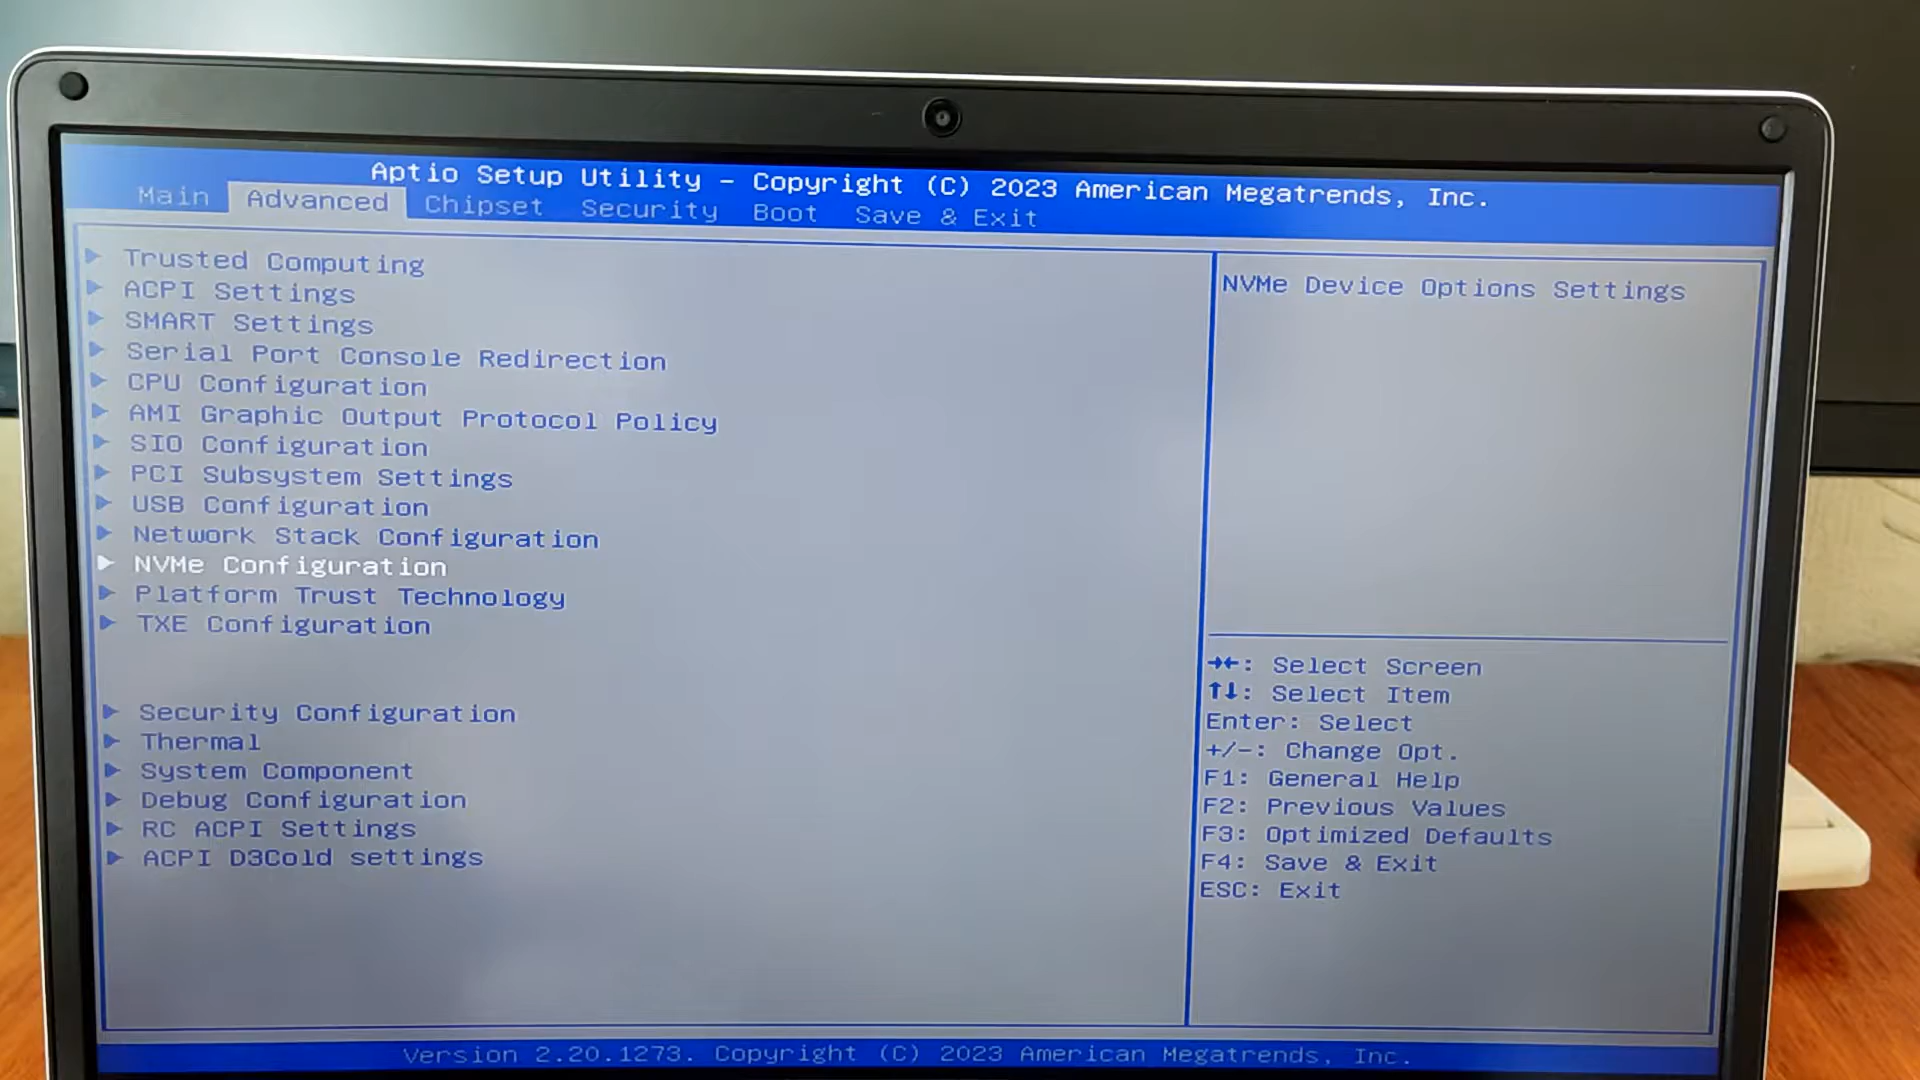 Aptio Setup Utility - Copyright (C) 2023 American Megatrends, Inc.
Main Advanced Chipset Security Boot Save & Exit
Trusted Computing
ACPI Settings
SMART Settings
Serial Port Console Redirection
CPU Configuration
AMI Graphic Output Protocol Policy
SIO Configuration
PCI Subsystem Settings
USB Configuration
Network Stack Configuration
NVMe Configuration
Platform Trust Technology
TXE Configuration
Security Configuration
Thermal
System Component
Debug Configuration
RC ACPI Settings
ACPI D3Cold settings
NVMe Device Options Settings
→←: Select Screen
↑↓: Select Item
Enter: Select
+/-: Change Opt.
F1: General Help
F2: Previous Values
F3: Optimized Defaults
F4: Save & Exit
ESC: Exit
Version 2.20.1273. Copyright (C) 2023 American Megatrends, Inc.